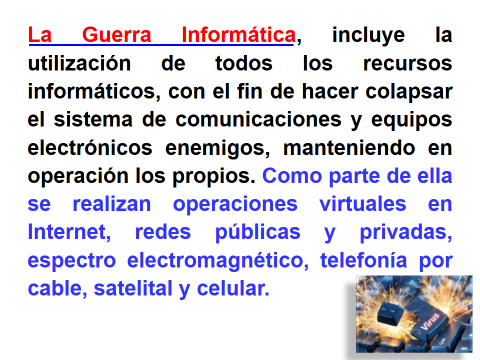 La Guerra Informática, incluye la
utilización de todos los recursos
informáticos, con el fin de hacer colapsar
el sistema de comunicaciones y equipos
electrónicos enemigos, manteniendo en
operación los propios. Como parte de ella
se realizan operaciones virtuales en
Internet, redes públicas y privadas,
espectro electromagnético, telefonía por
cable, satelital y celular.
Virus